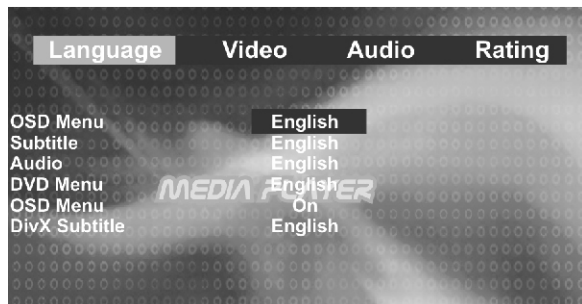 Language Video Audio Rating
OSD Menu English
Subtitle English
Audio English
DVD Menu English
MEDIA PLAYER
OSD Menu On
DivX Subtitle English